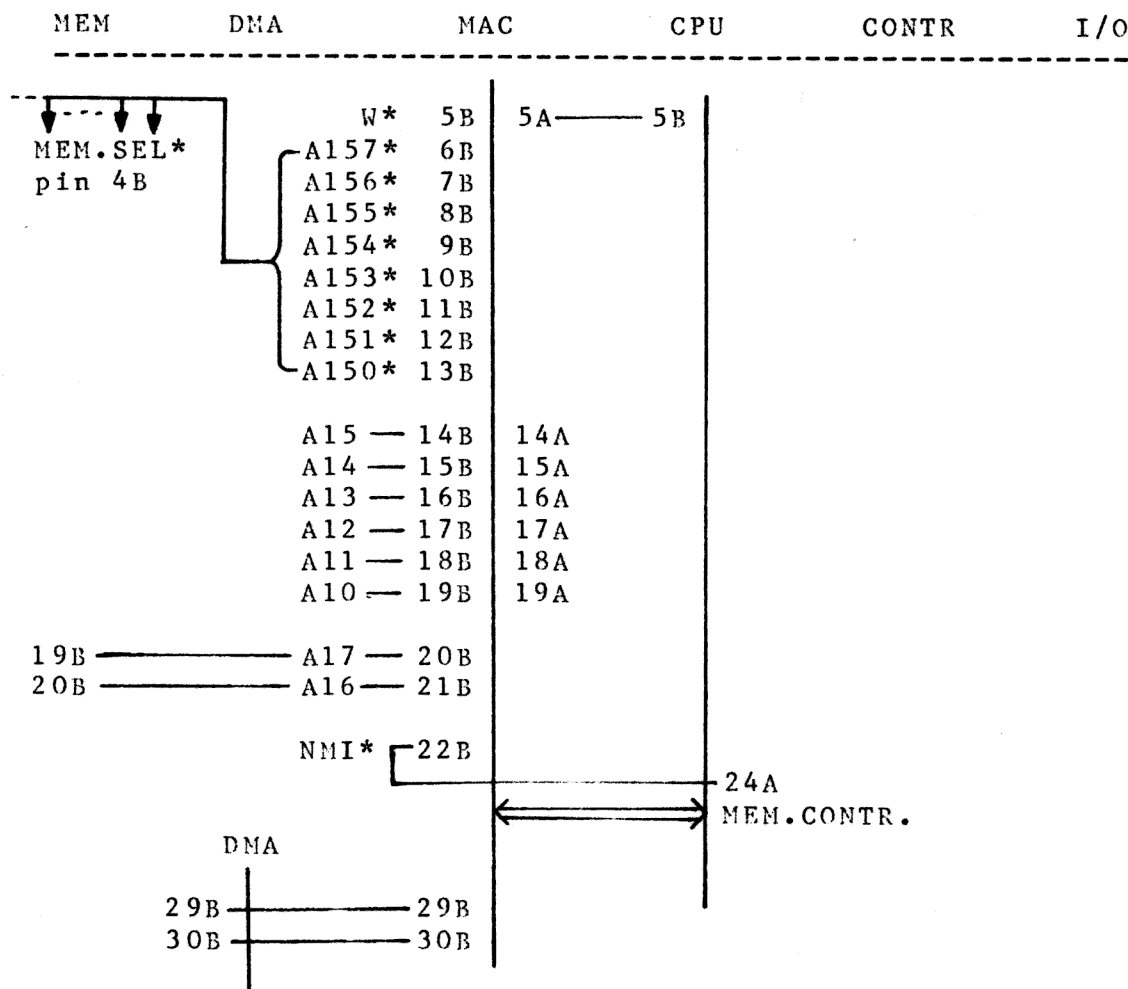 MEM DMA MAC CPU CONTR I/O
W* 5B 5A 5B
MEM.SEL* A157* 6B
pin 4B A156* 7B
A155* 8B
A154* 9B
A153* 10B
A152* 11B
A151* 12B
A150* 13B
A15 14B 14A
A14 15B 15A
A13 16B 16A
A12 17B 17A
A11 18B 18A
A10 19B 19A
19B A17 20B
20B A16 21B
NMI* 22B
24A
MEM.CONTR.
DMA
29B 29B
30B 30B